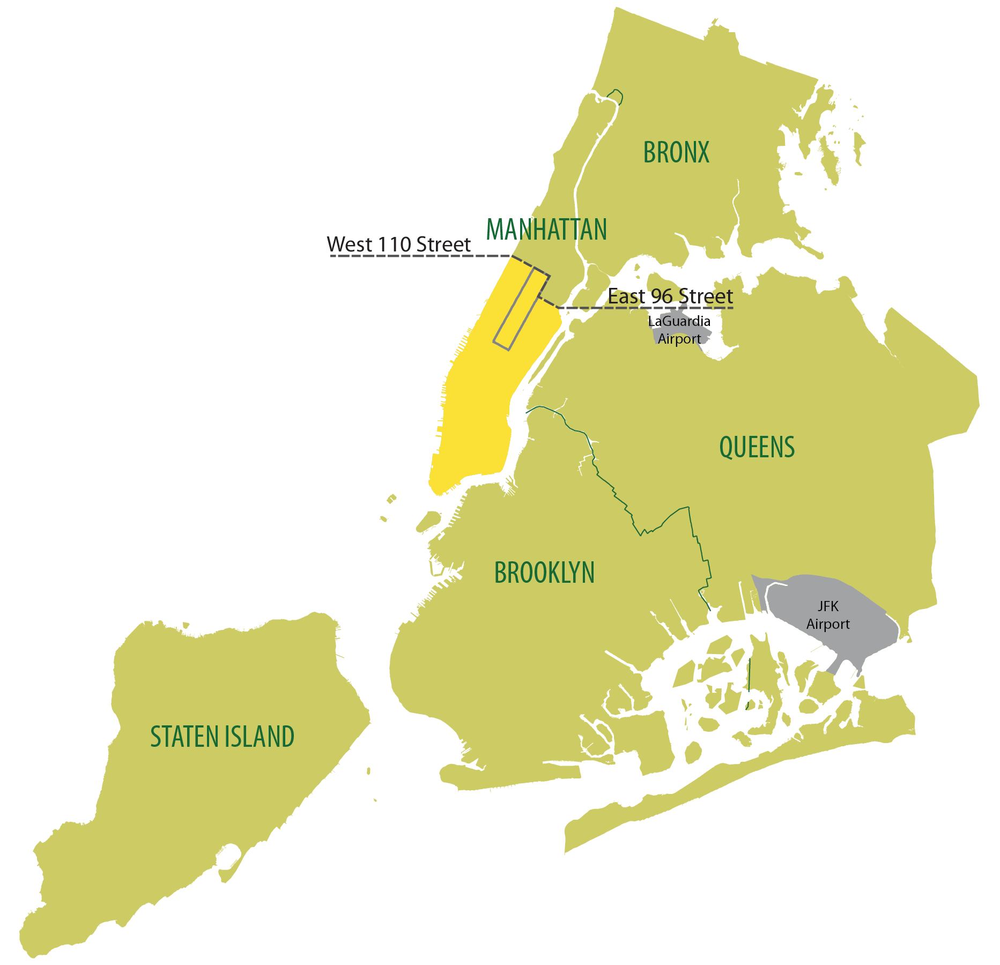 BRONX
MANHATTAN
West 110 Street
East 96 Street
LaGuardia
Airport
QUEENS
BROOKLYN
JFK
Airport
STATEN ISLAND